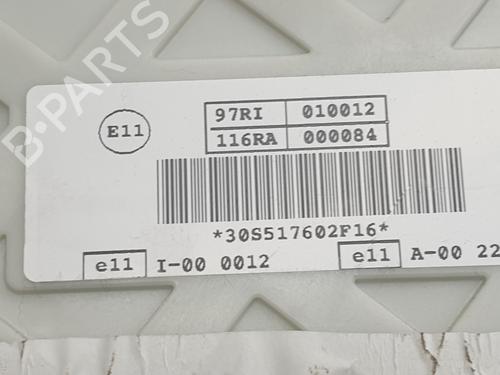 B-PARTS
E11
97RI 010012
116RA 000084
*30S517602F16*
e11 I-00 0012 e11 A-00 22